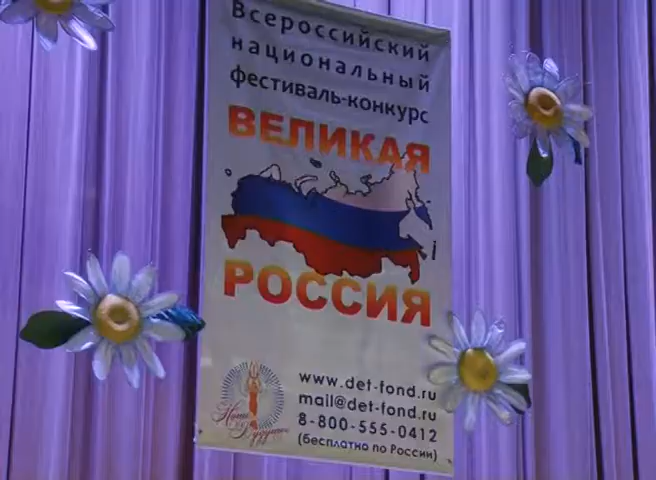 Всероссийский
национальный
фестиваль-конкурс
ВЕЛИКАЯ
РОССИЯ
www.det-fond.ru
mail@det-fond.ru
8-800-555-0412
(бесплатно по России)